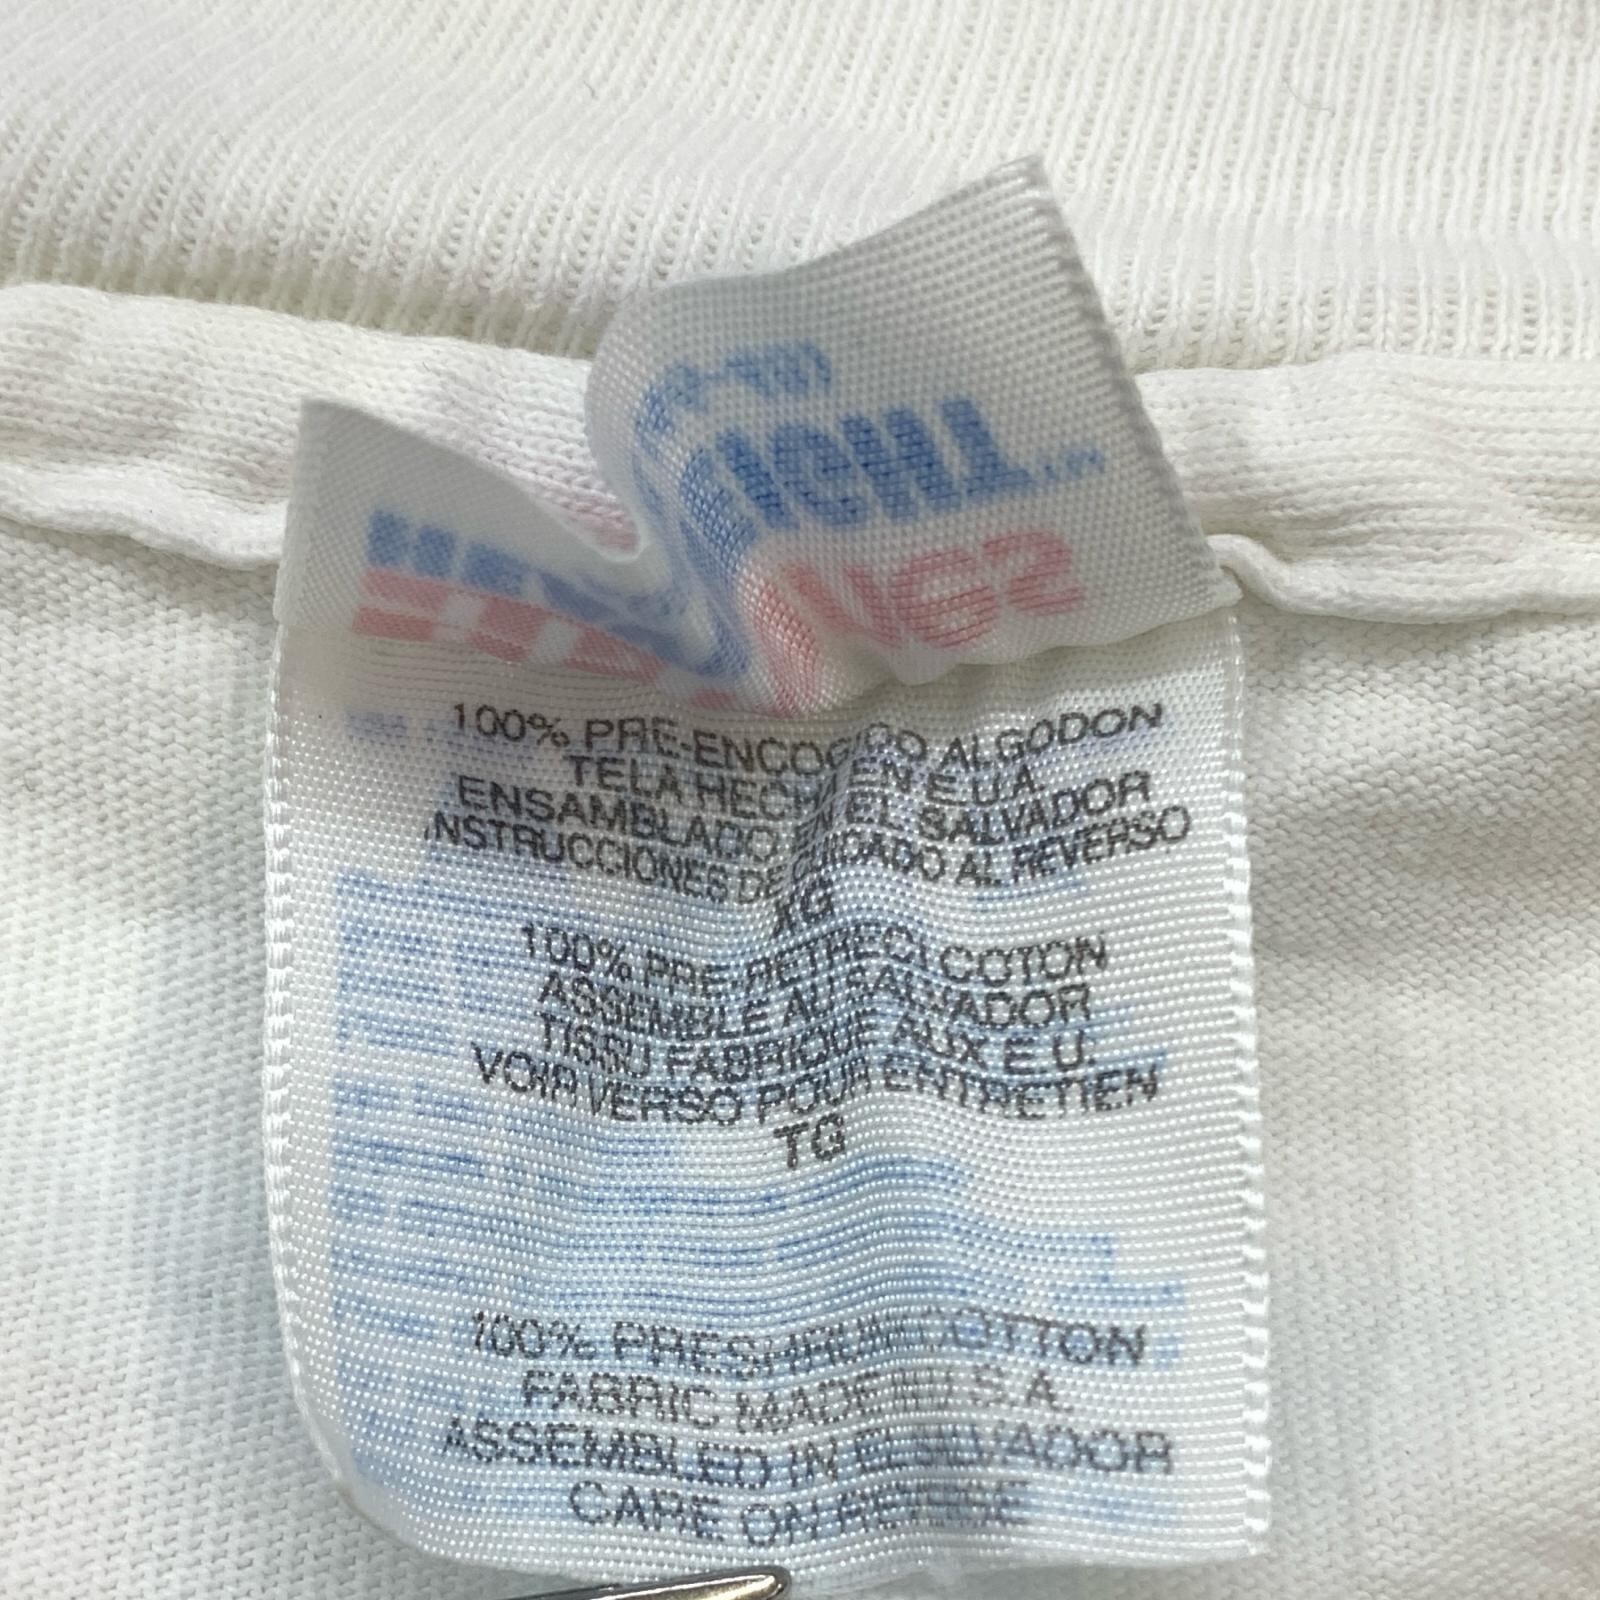 100% PRE-ENCOGIDO ALGODON
TELA HECHA EN E.U.A.
ENSAMBLADO EN EL SALVADOR
INSTRUCCIONES DE CUIDADO AL REVERSO
XG
100% PRE-RETRECI COTON
ASSEMBLE AU SALVADOR
TISSU FABRIQUE AUX E.U.
VOIR VERSO POUR ENTRETIEN
TG
100% PRESHRUNK COTTON
FABRIC MADE IN U.S.A.
ASSEMBLED IN EL SALVADOR
CARE ON REVERSE